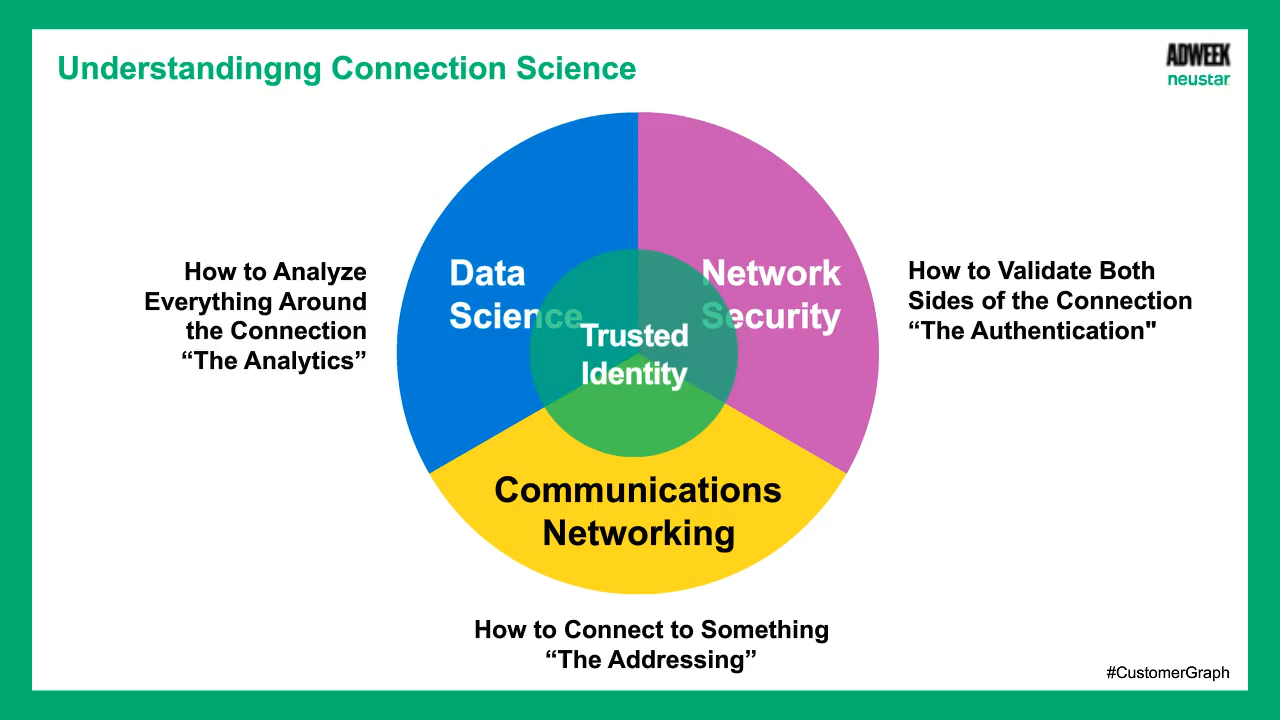 Understandingng Connection Science
ADWEEK
neustar
How to Analyze
Everything Around
the Connection
“The Analytics”
Data
Science
Network
Security
Trusted
Identity
How to Validate Both
Sides of the Connection
“The Authentication"
Communications
Networking
How to Connect to Something
“The Addressing”
#CustomerGraph